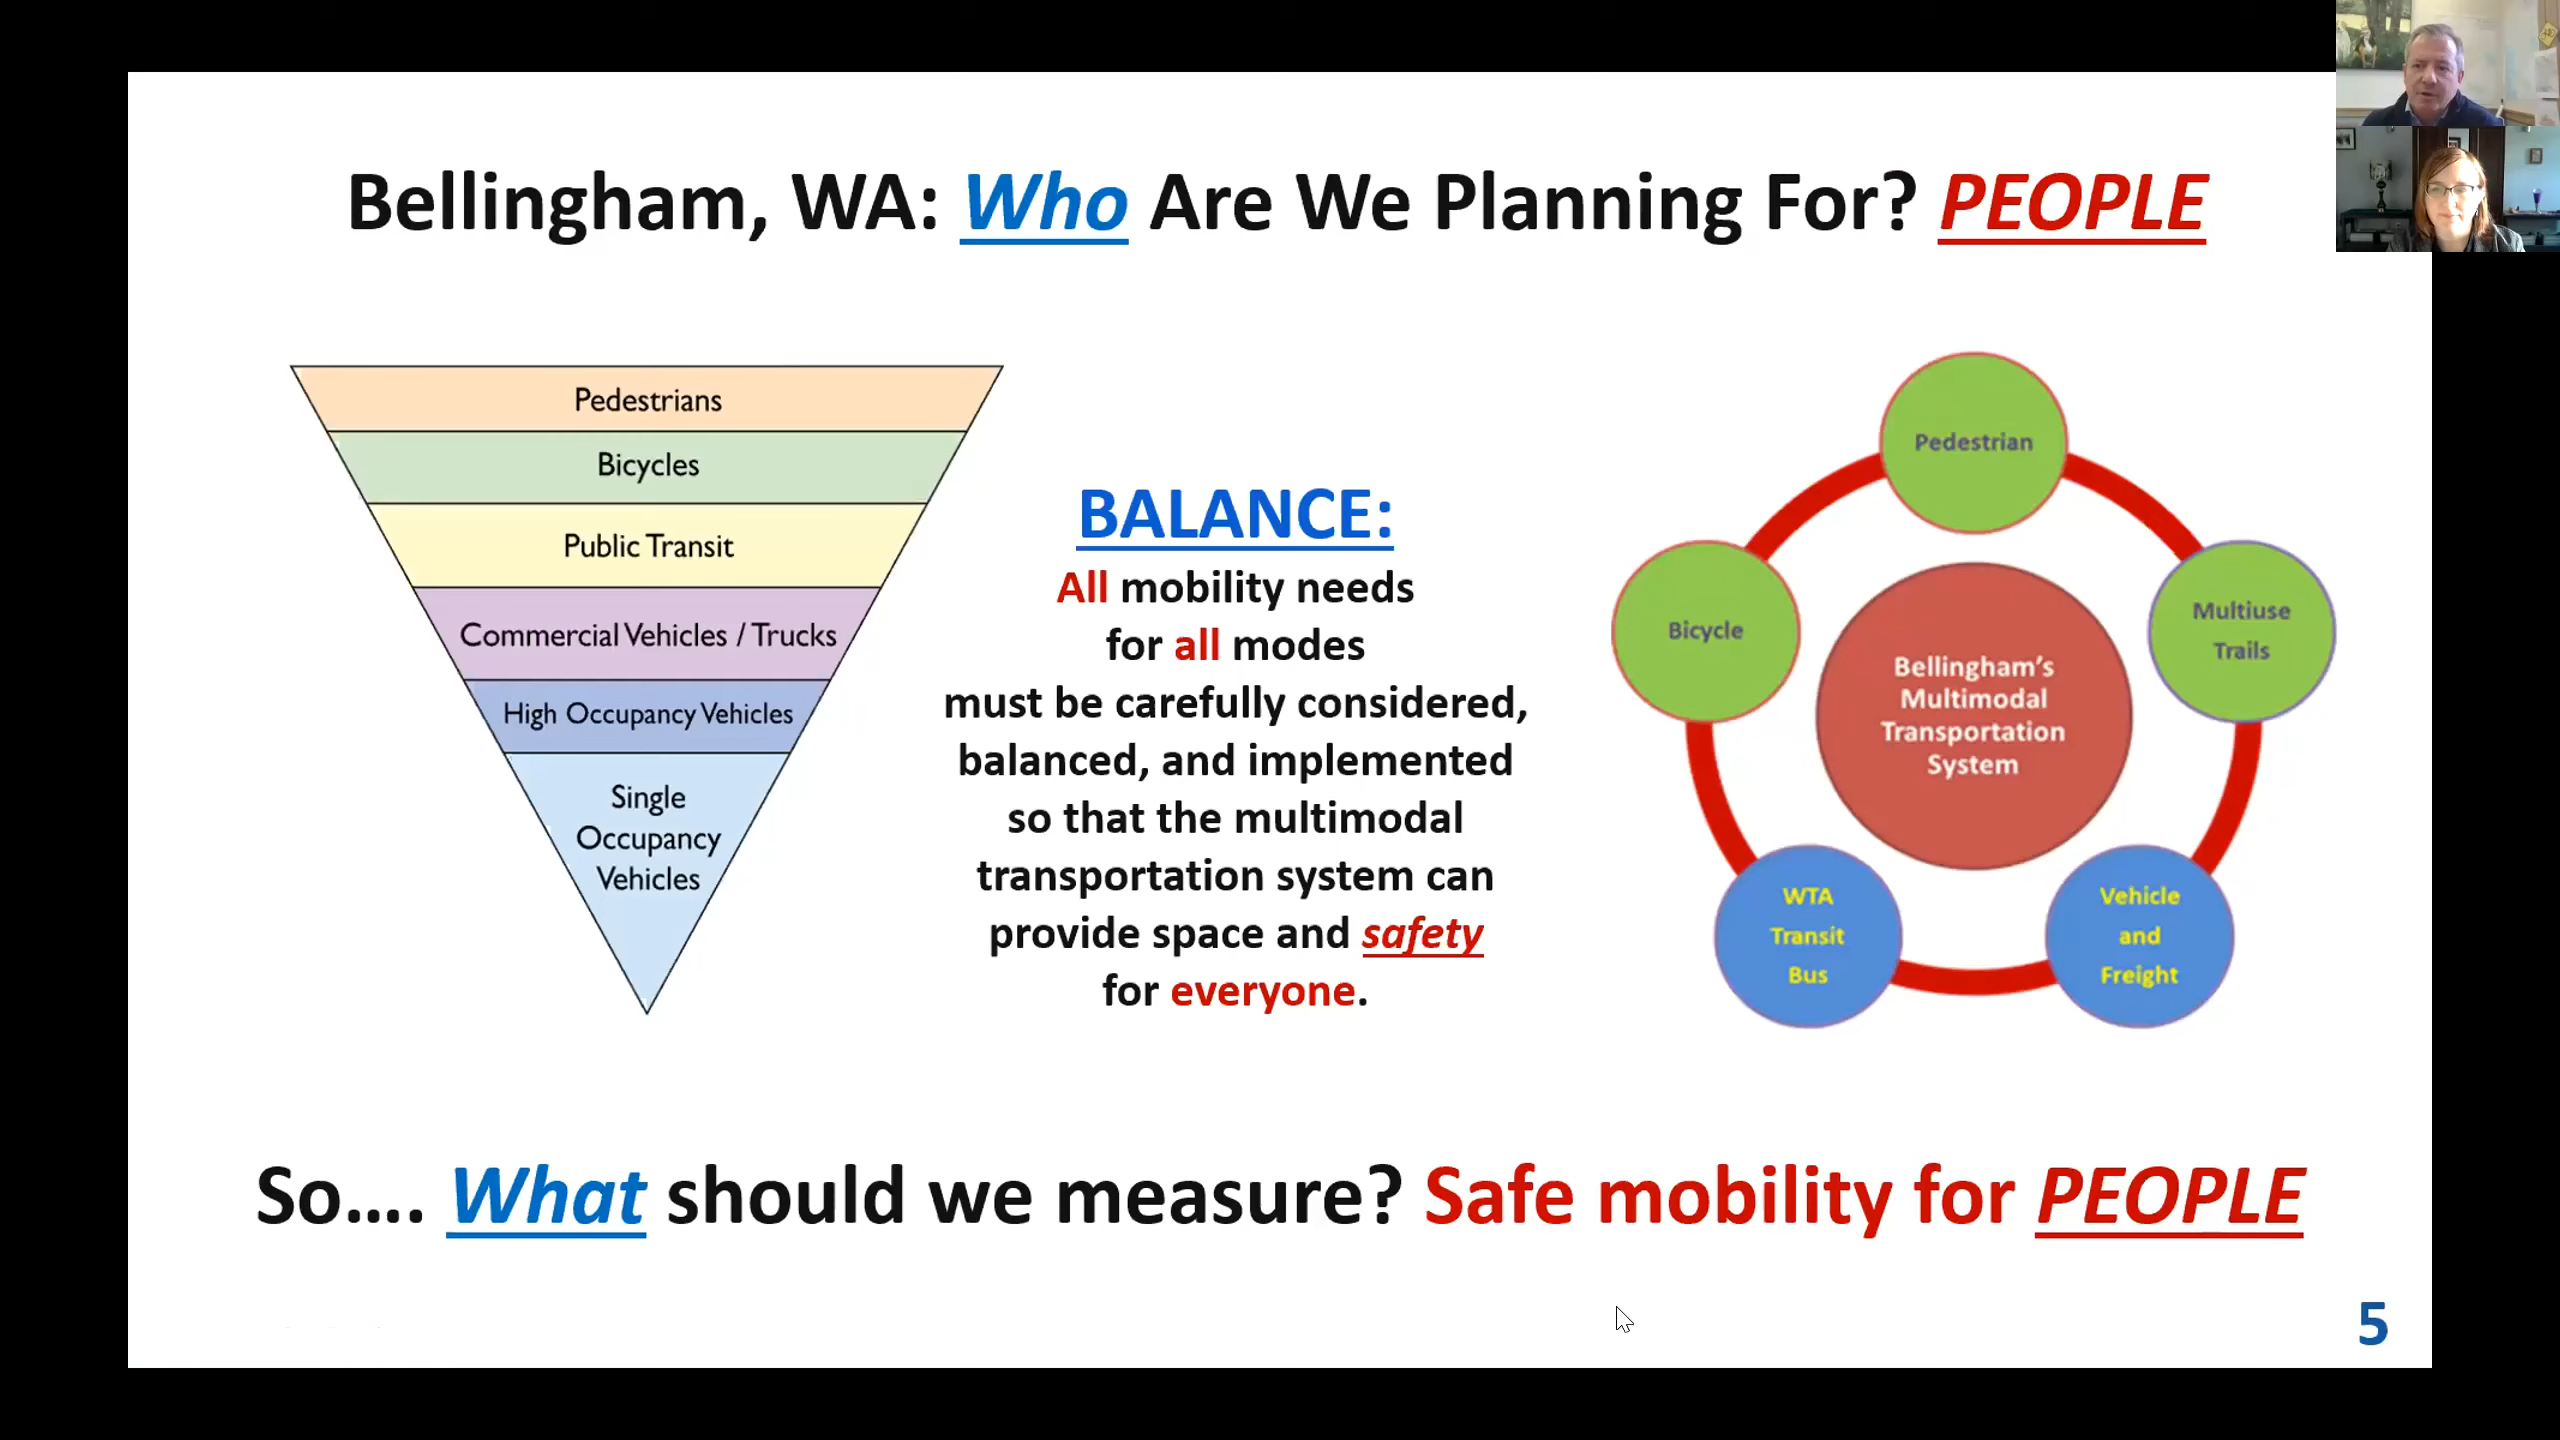 Bellingham, WA: Who Are We Planning For? PEOPLE
Pedestrians
Bicycles
Public Transit
Commercial Vehicles / Trucks
High Occupancy Vehicles
Single
Occupancy
Vehicles
BALANCE:
All mobility needs
for all modes
must be carefully considered,
balanced, and implemented
so that the multimodal
transportation system can
provide space and safety
for everyone.
Pedestrian
Bicycle
Multiuse
Trails
Bellingham’s
Multimodal
Transportation
System
WTA
Transit
Bus
Vehicle
and
Freight
So.... What should we measure? Safe mobility for PEOPLE
5